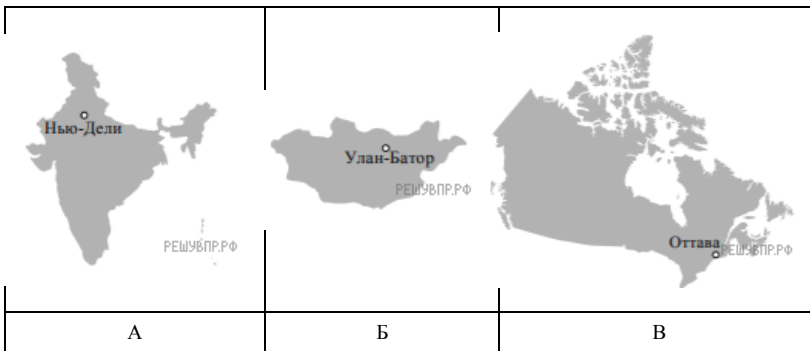 Нью-Дели
РЕШУВПР.РФ
Улан-Батор
РЕШУВПР.РФ
Оттава
РЕШУВПР.РФ
А
Б
В